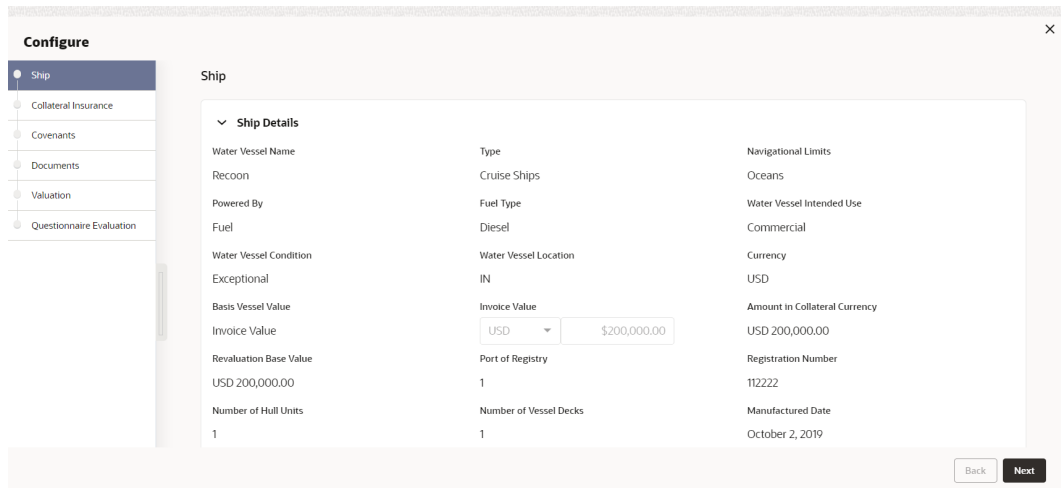 Configure
Ship
Collateral Insurance
Covenants
Documents
Valuation
Questionnaire Evaluation
Ship
Ship Details
Water Vessel Name Type Navigational Limits
Recoon Cruise Ships Oceans
Powered By Fuel Type Water Vessel Intended Use
Fuel Diesel Commercial
Water Vessel Condition Water Vessel Location Currency
Exceptional IN USD
Basis Vessel Value Invoice Value Amount in Collateral Currency
Invoice Value USD $200,000.00 USD 200,000.00
Revaluation Base Value Port of Registry Registration Number
USD 200,000.00 1 112222
Number of Hull Units Number of Vessel Decks Manufactured Date
1 1 October 2, 2019
Back Next